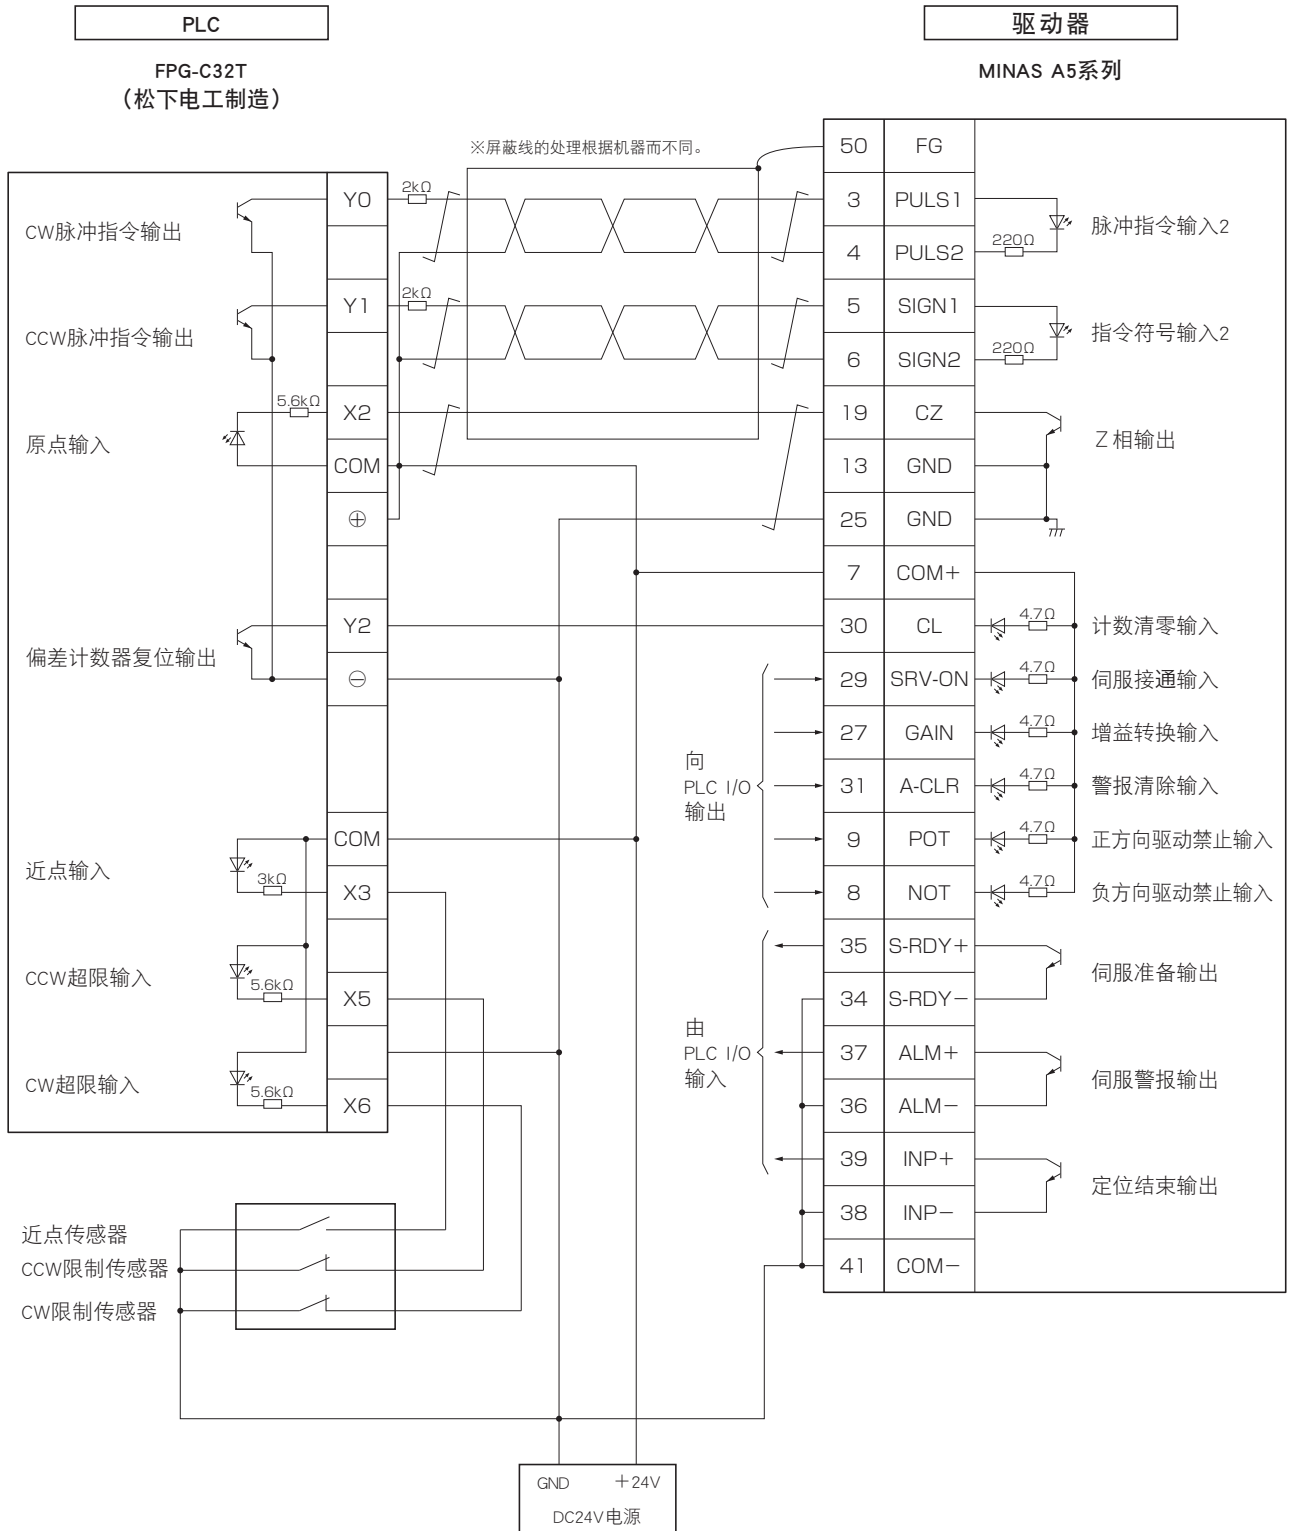 PLC
驱动器
FPG-C32T
（松下电工制造）
MINAS A5系列
※屏蔽线的处理根据机器而不同。
50 FG
Y0 2kΩ 3 PULS1
CW脉冲指令输出
脉冲指令输入2
220Ω
4 PULS2
Y1 2kΩ 5 SIGN1
CCW脉冲指令输出
指令符号输入2
220Ω
6 SIGN2
5.6kΩ X2 19 CZ
原点输入
Z相输出
COM 13 GND
⊕ 25 GND
7 COM+
Y2 30 CL 4.7Ω 计数清零输入
偏差计数器复位输出
⊖ 29 SRV-ON 4.7Ω 伺服接通输入
27 GAIN 4.7Ω 增益转换输入
向
PLC I/O
输出
31 A-CLR 4.7Ω 警报清除输入
COM 9 POT 4.7Ω 正方向驱动禁止输入
近点输入
3kΩ X3 8 NOT 4.7Ω 负方向驱动禁止输入
35 S-RDY+
CCW超限输入
伺服准备输出
5.6kΩ X5 34 S-RDY−
由
PLC I/O
输入
37 ALM+
CW超限输入
伺服警报输出
5.6kΩ X6 36 ALM−
39 INP+
定位结束输出
38 INP−
近点传感器
CCW限制传感器
41 COM−
CW限制传感器
GND +24V
DC24V电源